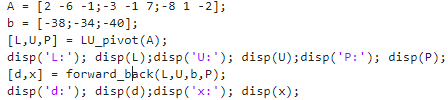 A = [2 -6 -1;-3 -1 7;-8 1 -2];
b = [-38;-34;-40];
[L,U,P] = LU_pivot(A);
disp('L:'); disp(L);disp('U:'); disp(U);disp('P:'); disp(P);
[d,x] = forward_back(L,U,b,P);
disp('d:'); disp(d);disp('x:'); disp(x);